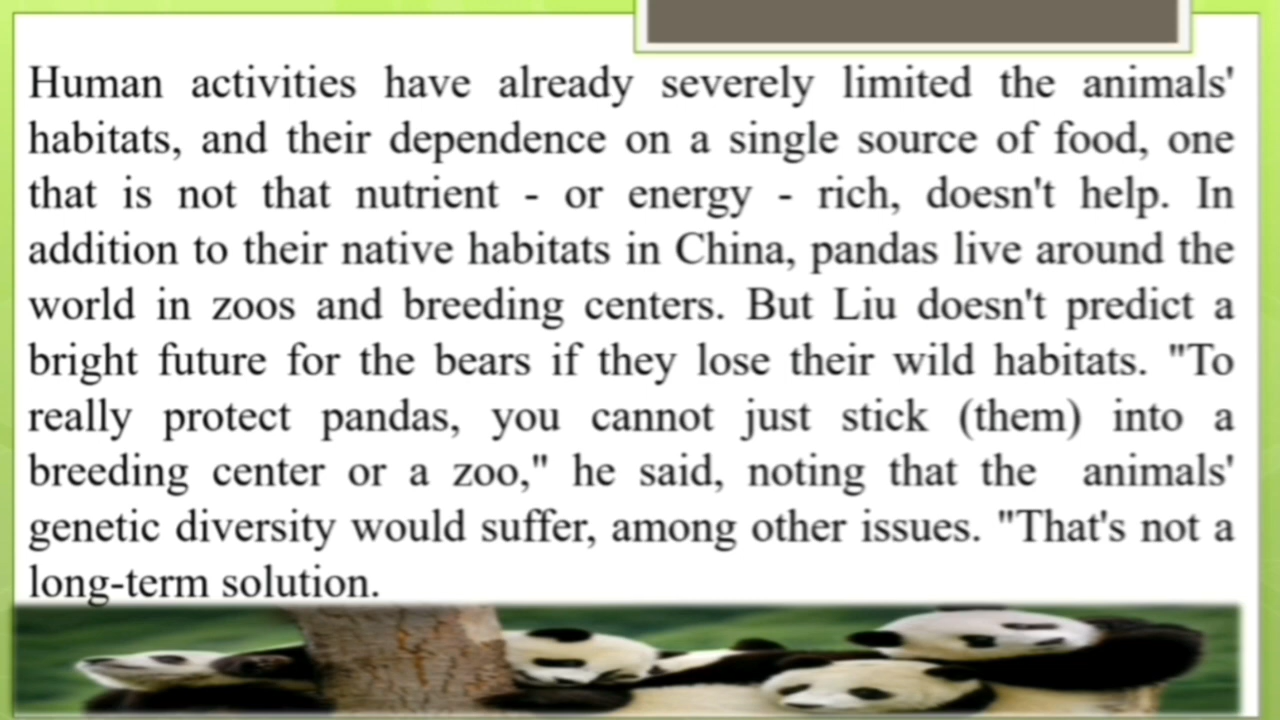 Human activities have already severely limited the animals'
habitats, and their dependence on a single source of food, one
that is not that nutrient - or energy - rich, doesn't help. In
addition to their native habitats in China, pandas live around the
world in zoos and breeding centers. But Liu doesn't predict a
bright future for the bears if they lose their wild habitats. "To
really protect pandas, you cannot just stick (them) into a
breeding center or a zoo," he said, noting that the animals'
genetic diversity would suffer, among other issues. "That's not a
long-term solution.